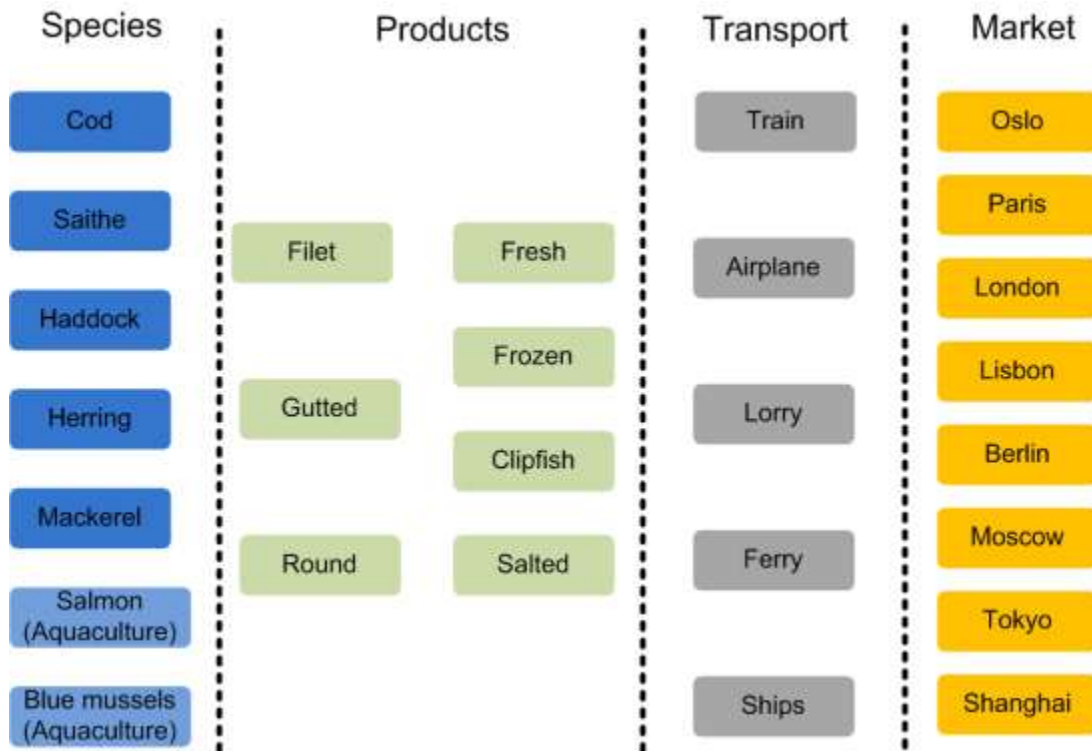 Species
Products
Transport
Market
Cod
Saithe
Haddock
Herring
Mackerel
Salmon
(Aquaculture)
Blue mussels
(Aquaculture)
Filet
Gutted
Round
Fresh
Frozen
Clipfish
Salted
Train
Airplane
Lorry
Ferry
Ships
Oslo
Paris
London
Lisbon
Berlin
Moscow
Tokyo
Shanghai